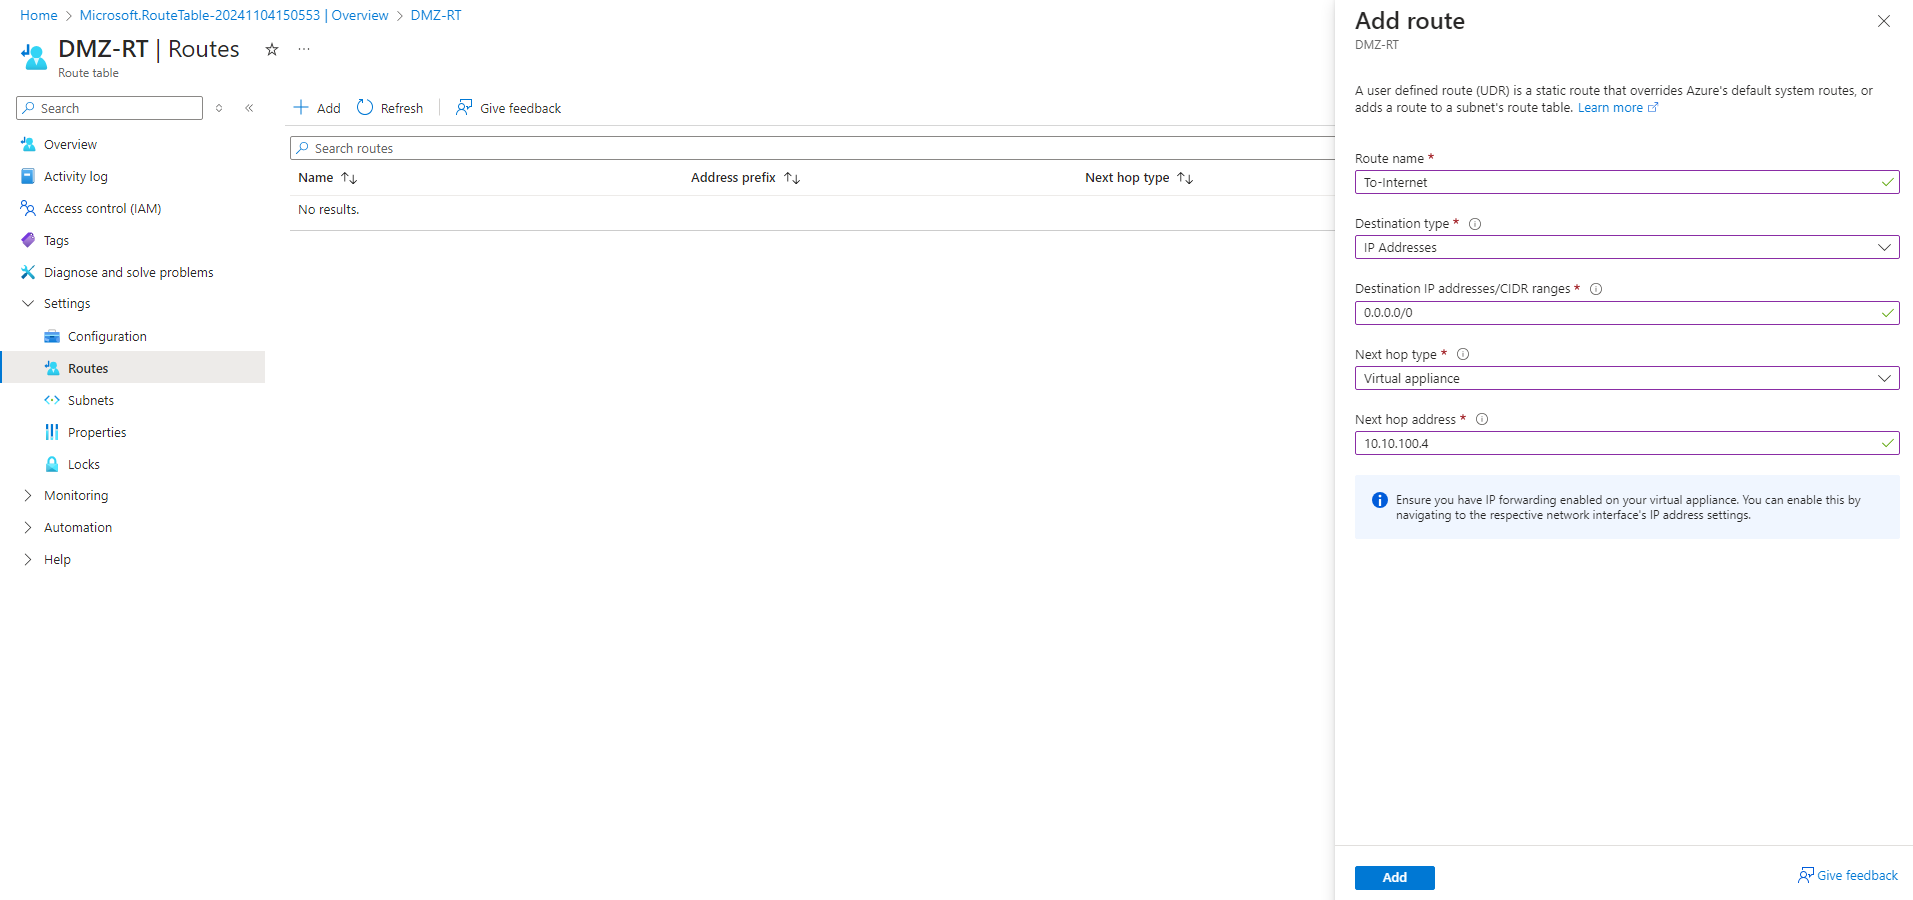 Home > Microsoft.RouteTable-20241104150553 | Overview > DMZ-RT
DMZ-RT | Routes
Route table
Search
Overview
Activity log
Access control (IAM)
Tags
Diagnose and solve problems
Settings
Configuration
Routes
Subnets
Properties
Locks
Monitoring
Automation
Help
Add Refresh Give feedback
Search routes
Name Address prefix Next hop type
No results.
Add route
DMZ-RT
A user defined route (UDR) is a static route that overrides Azure's default system routes, or
adds a route to a subnet's route table. Learn more
Route name *
To-Internet
Destination type *
IP Addresses
Destination IP addresses/CIDR ranges *
0.0.0.0/0
Next hop type *
Virtual appliance
Next hop address *
10.10.100.4
Ensure you have IP forwarding enabled on your virtual appliance. You can enable this by
navigating to the respective network interface's IP address settings.
Add
Give feedback